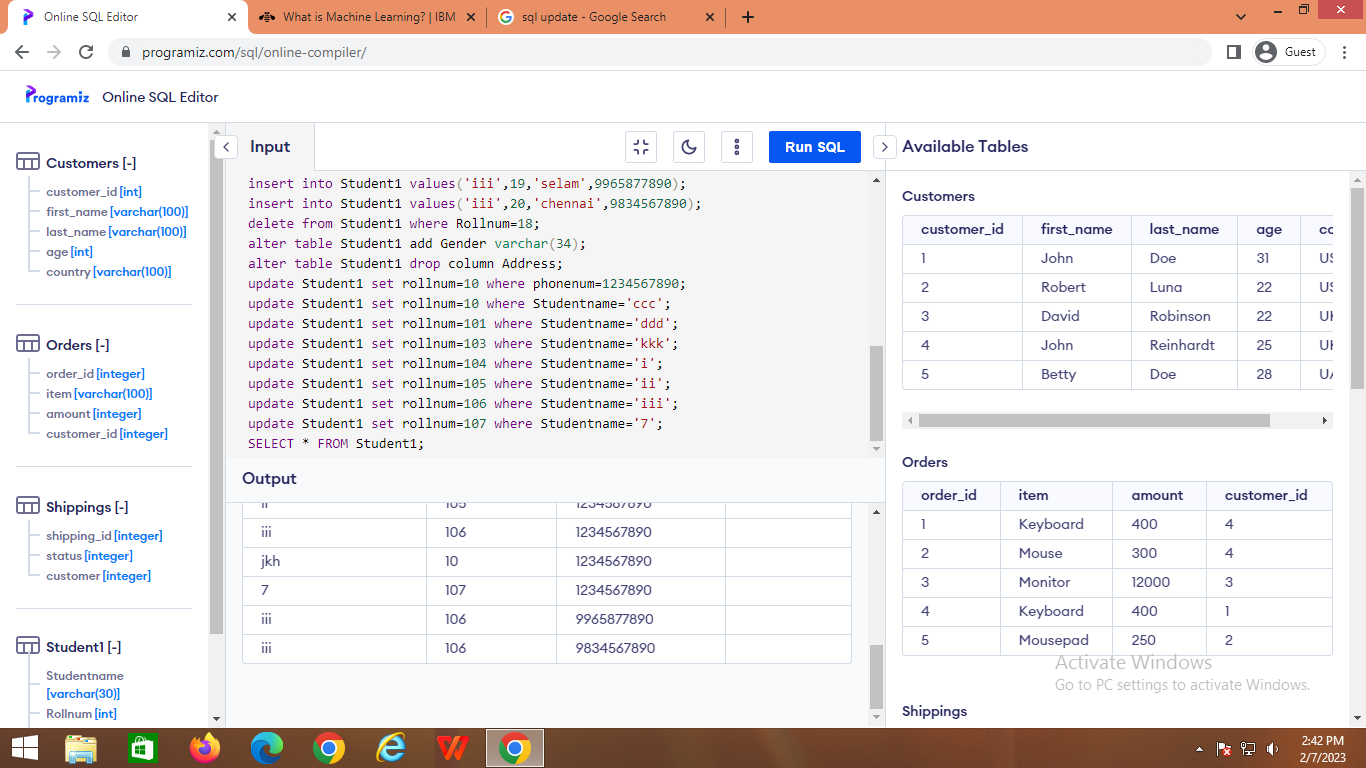 Online SQL Editor
What is Machine Learning? | IBM
sql update - Google Search
programiz.com/sql/online-compiler/
Guest
Programiz Online SQL Editor
Customers [-]
customer_id [int]
first_name [varchar(100)]
last_name [varchar(100)]
age [int]
country [varchar(100)]
Orders [-]
order_id [integer]
item [varchar(100)]
amount [integer]
customer_id [integer]
Shippings [-]
shipping_id [integer]
status [integer]
customer [integer]
Student1 [-]
Studentname
[varchar(30)]
Rollnum [int]
Input
Run SQL
insert into Student1 values('iii',19,'selam',9965877890);
insert into Student1 values('iii',20,'chennai',9834567890);
delete from Student1 where Rollnum=18;
alter table Student1 add Gender varchar(34);
alter table Student1 drop column Address;
update Student1 set rollnum=10 where phonenum=1234567890;
update Student1 set rollnum=10 where Studentname='ccc';
update Student1 set rollnum=101 where Studentname='ddd';
update Student1 set rollnum=103 where Studentname='kkk';
update Student1 set rollnum=104 where Studentname='i';
update Student1 set rollnum=105 where Studentname='ii';
update Student1 set rollnum=106 where Studentname='iii';
update Student1 set rollnum=107 where Studentname='7';
SELECT * FROM Student1;
Output
ii 105 1234567890
iii 106 1234567890
jkh 10 1234567890
7 107 1234567890
iii 106 9965877890
iii 106 9834567890
Available Tables
Customers
customer_id first_name last_name age co
1 John Doe 31 US
2 Robert Luna 22 US
3 David Robinson 22 UK
4 John Reinhardt 25 UK
5 Betty Doe 28 UA
Orders
order_id item amount customer_id
1 Keyboard 400 4
2 Mouse 300 4
3 Monitor 12000 3
4 Keyboard 400 1
5 Mousepad 250 2
Shippings
Activate Windows
Go to PC settings to activate Windows.
2:42 PM
2/7/2023